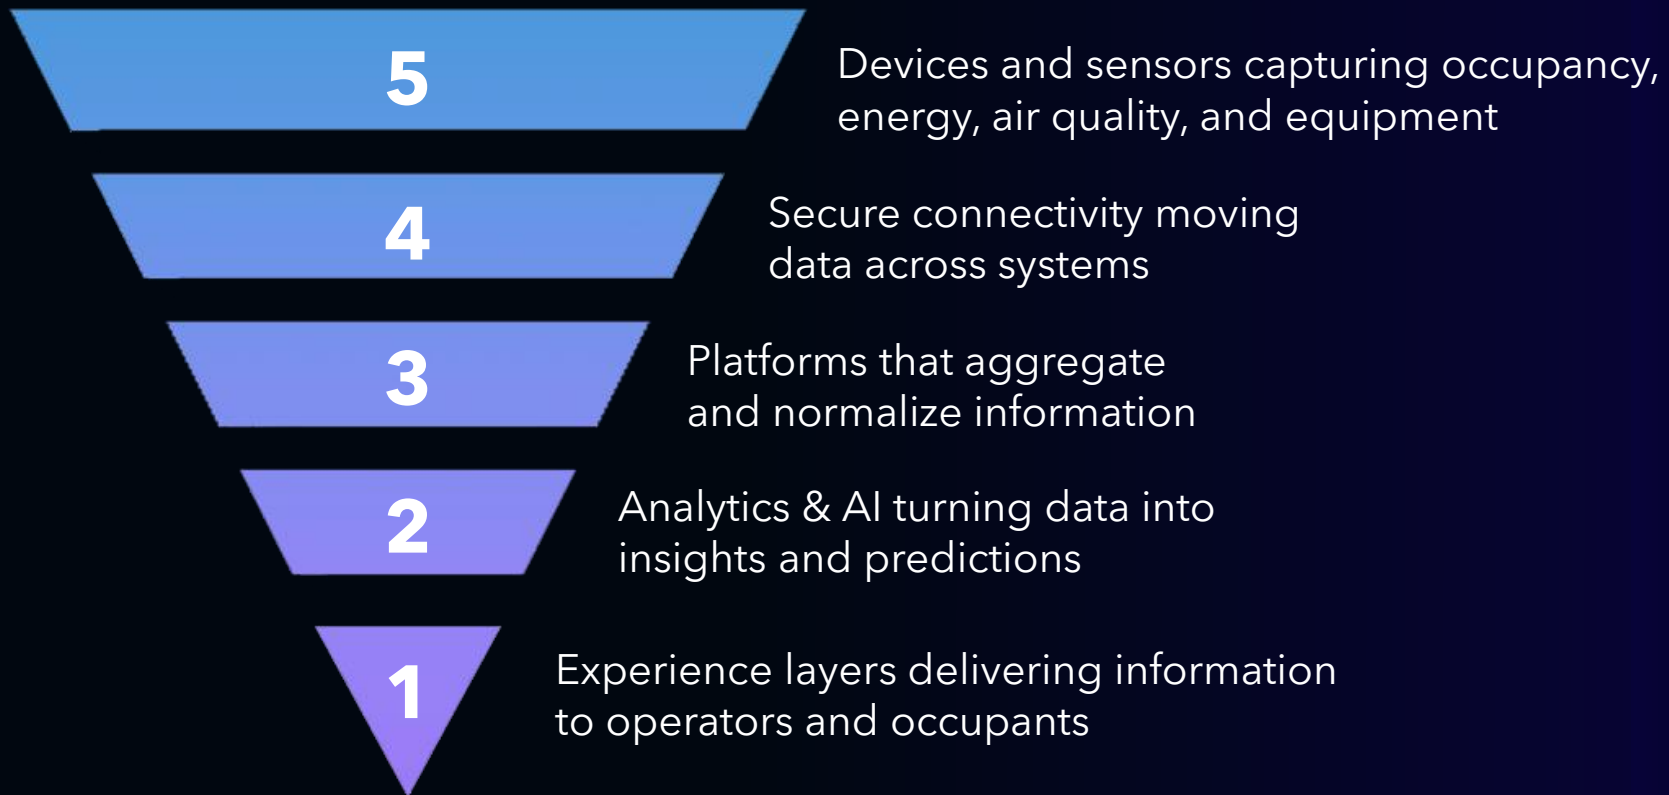 5
Devices and sensors capturing occupancy,
energy, air quality, and equipment
4
Secure connectivity moving
data across systems
3
Platforms that aggregate
and normalize information
2
Analytics & AI turning data into
insights and predictions
1
Experience layers delivering information
to operators and occupants